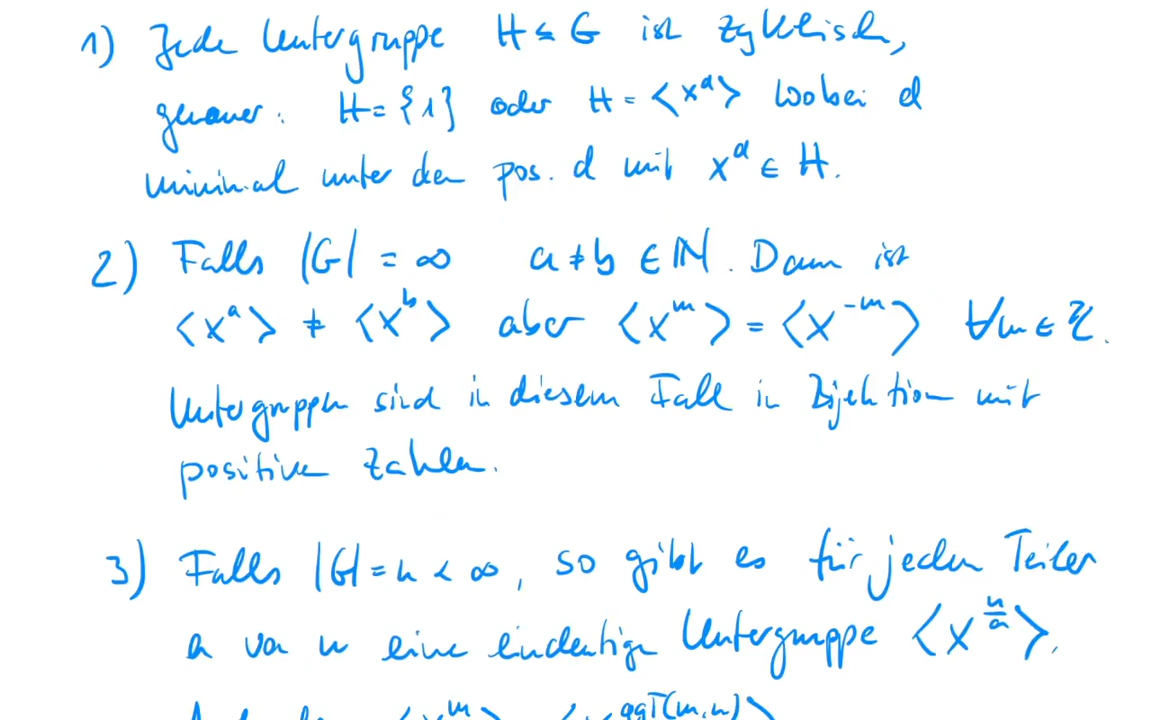 1) Jede Untergruppe H ≤ G ist zyklisch,
genauer: H = {1} oder H = <x^d> wobei d
minimal unter den pos. d mit x^d ∈ H.
2) Falls |G| = ∞ a ≠ b ∈ ℕ. Dann ist
<x^a> ≠ <x^b> aber <x^m> = <x^-m> ∀m ∈ ℤ.
Untergruppen sind in diesem Fall in Bijektion mit
positiven Zahlen.
3) Falls |G| = n < ∞, so gibt es für jeden Teiler
a von n eine eindeutige Untergruppe <x^(n/a)>.
<x^m> <x^ggT(m,n)>